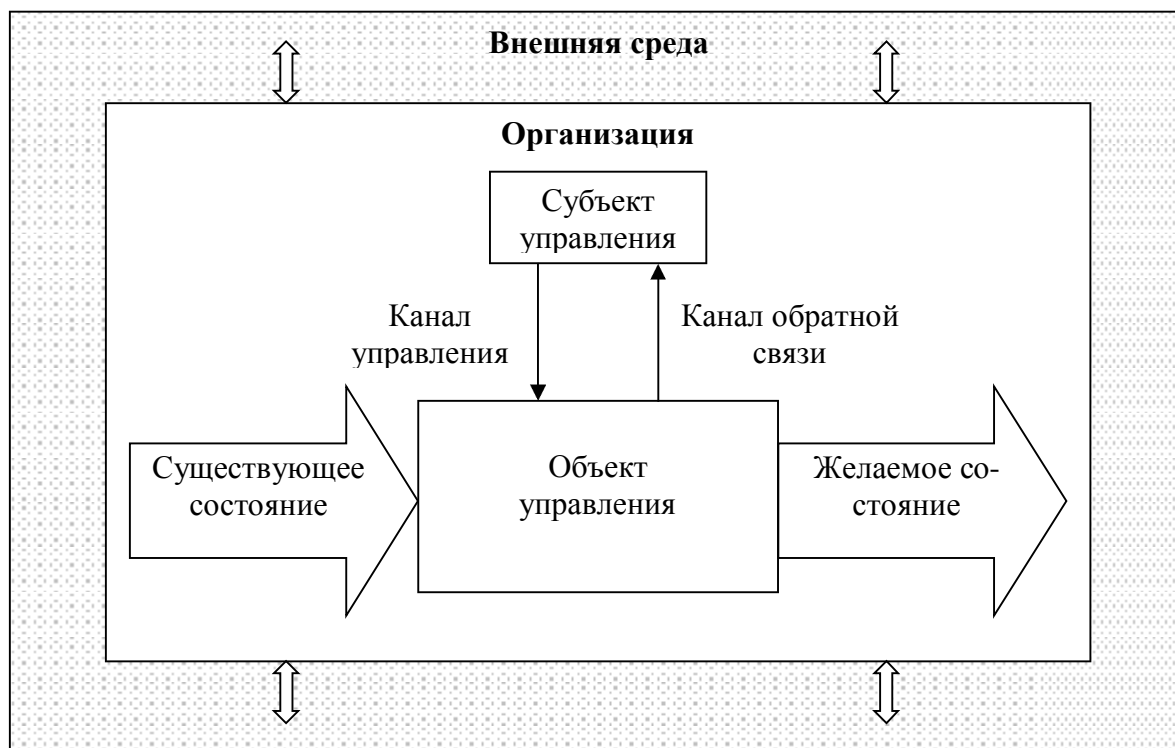 Внешняя среда
Организация
Субъект
управления
Канал
управления
Канал обратной
связи
Существующее
состояние
Объект
управления
Желаемое со-
стояние